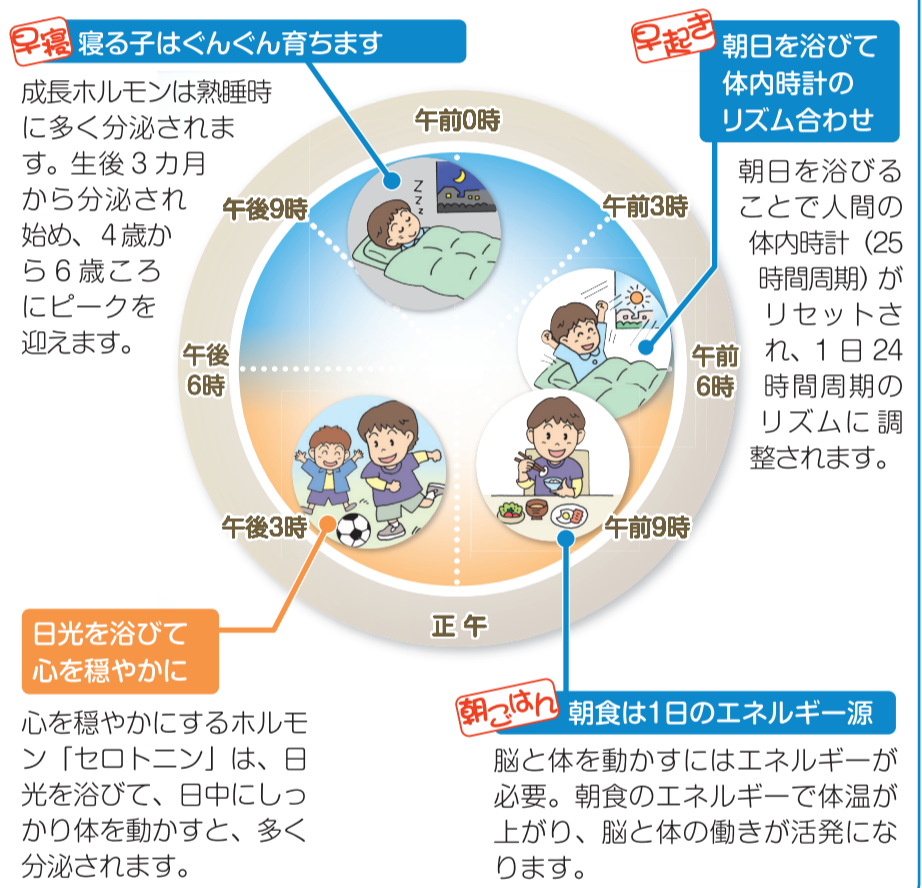 早寝 寝る子はぐんぐん育ちます
成長ホルモンは熟睡時
に多く分泌されま
す。生後3カ月
から分泌され
始め、4歳か
ら6歳ころ
にピークを
迎えます。
早起き
朝日を浴びて
体内時計の
リズム合わせ
朝日を浴びる
ことで人間の
体内時計（25
時間周期）が
リセットさ
れ、1日24
時間周期の
リズムに調
整されます。
午前0時
午前3時
午前
6時
午前9時
正午
午後3時
午後
6時
午後9時
Z
Z
Z
日光を浴びて
心を穏やかに
心を穏やかにするホルモ
ン「セロトニン」は、日
光を浴びて、日中にしっ
かり体を動かすと、多く
分泌されます。
朝ごはん 朝食は1日のエネルギー源
脳と体を動かすにはエネルギーが
必要。朝食のエネルギーで体温が
上がり、脳と体の働きが活発にな
ります。